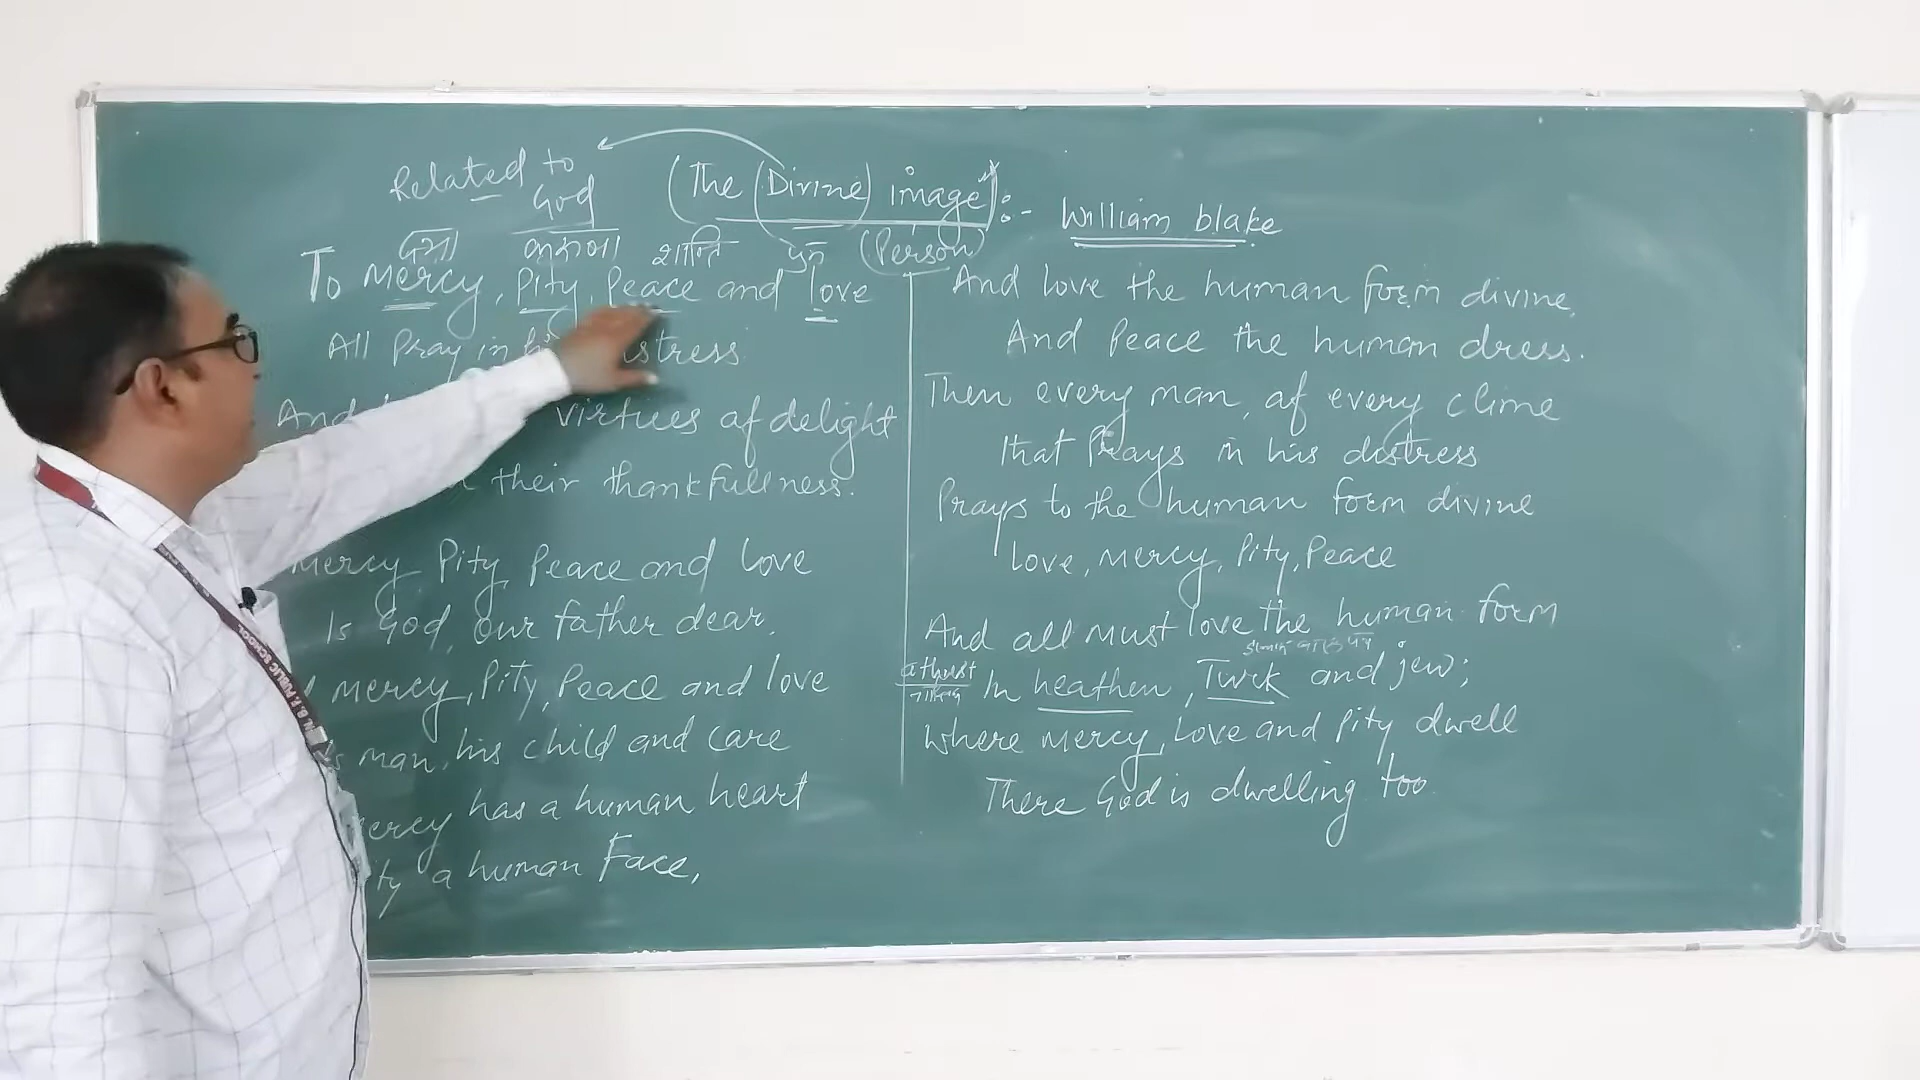 Related to
God
(The (Divine) image):-
William blake
दया करुणा शान्ति (Person)
To Mercy, Pity, Peace and love
All Pray in distress.
And virtues of delight
their thankfullness.
Mercy Pity, Peace and love
Is God, our father dear.
Mercy, Pity, Peace and love
man, his child and care
has a human heart
a human Face,
And love the human form divine,
And Peace the human dress.
Then every man, of every clime
that Prays in his distress
Prays to the human form divine
Love, Mercy, Pity, Peace
And all must love the human form
In heathen, Turk and jew;
Where Mercy, Love and Pity dwell
There God is dwelling too.
PUBLIC SCHOOL